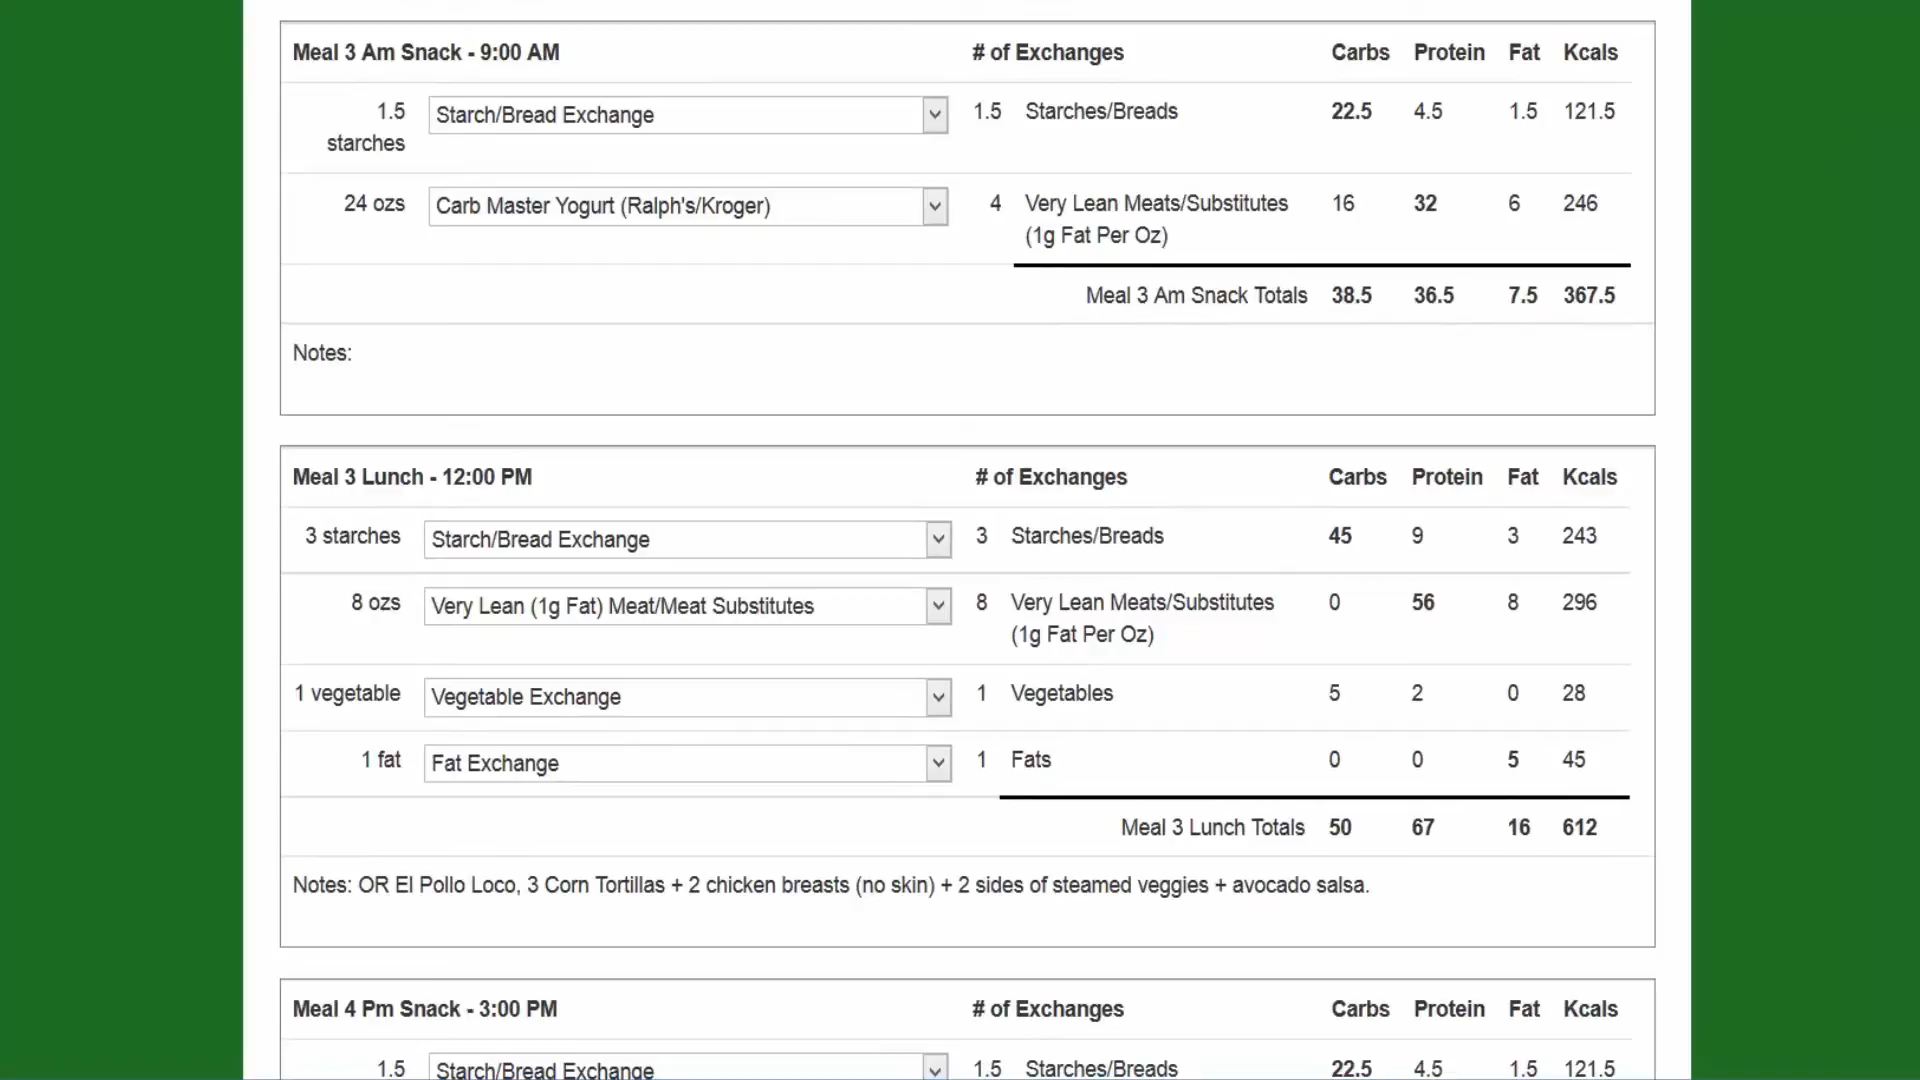 Meal 3 Am Snack - 9:00 AM # of Exchanges Carbs Protein Fat Kcals
1.5 starches Starch/Bread Exchange 1.5 Starches/Breads 22.5 4.5 1.5 121.5
24 ozs Carb Master Yogurt (Ralph's/Kroger) 4 Very Lean Meats/Substitutes (1g Fat Per Oz) 16 32 6 246
Meal 3 Am Snack Totals 38.5 36.5 7.5 367.5
Notes:
Meal 3 Lunch - 12:00 PM # of Exchanges Carbs Protein Fat Kcals
3 starches Starch/Bread Exchange 3 Starches/Breads 45 9 3 243
8 ozs Very Lean (1g Fat) Meat/Meat Substitutes 8 Very Lean Meats/Substitutes (1g Fat Per Oz) 0 56 8 296
1 vegetable Vegetable Exchange 1 Vegetables 5 2 0 28
1 fat Fat Exchange 1 Fats 0 0 5 45
Meal 3 Lunch Totals 50 67 16 612
Notes: OR El Pollo Loco, 3 Corn Tortillas + 2 chicken breasts (no skin) + 2 sides of steamed veggies + avocado salsa.
Meal 4 Pm Snack - 3:00 PM # of Exchanges Carbs Protein Fat Kcals
1.5 Starch/Bread Exchange 1.5 Starches/Breads 22.5 4.5 1.5 121.5